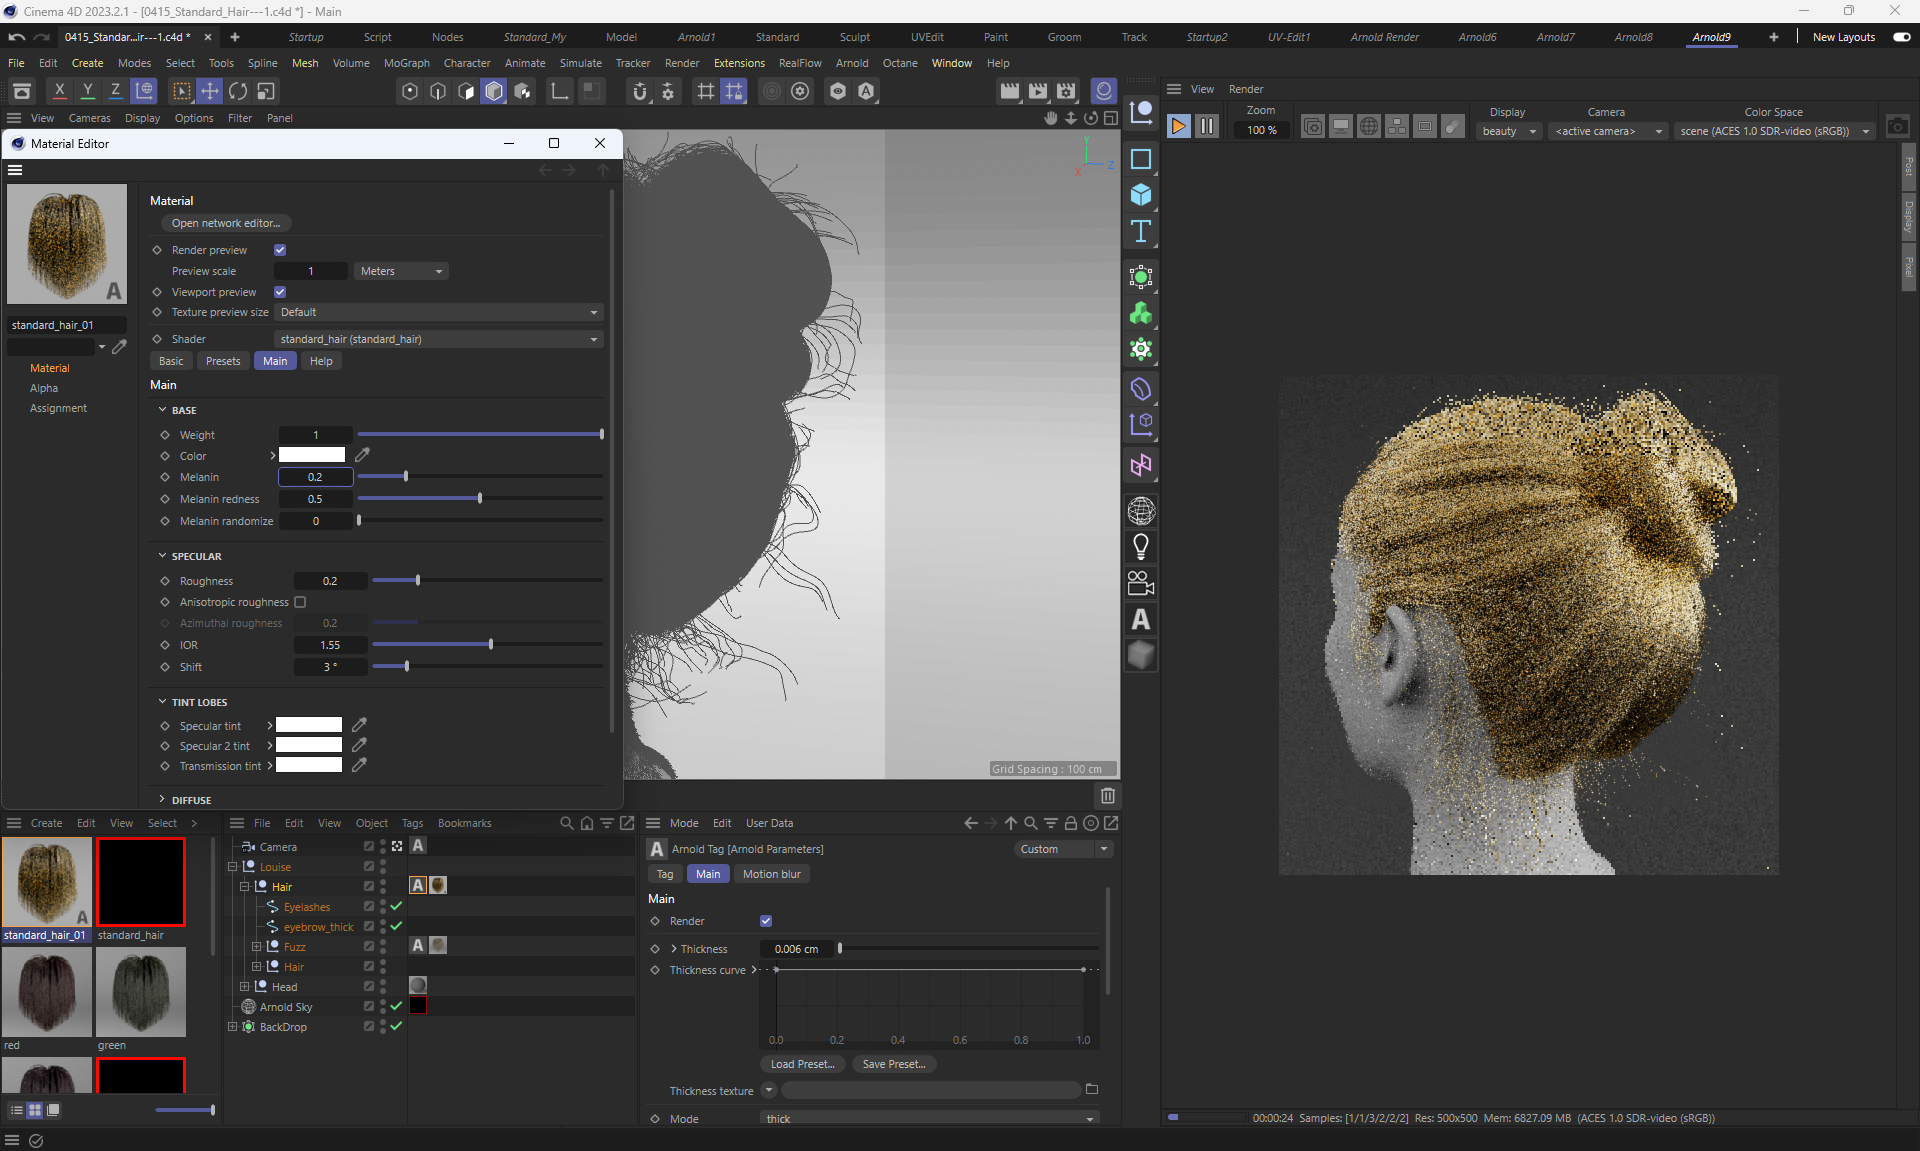 Cinema 4D 2023.2.1 - [0415_Standard_Hair---1.c4d *] - Main
0415_Standar...ir---1.c4d * Startup Script Nodes Standard_My Model Arnold1 Standard Sculpt UVEdit Paint Groom Track Startup2 UV-Edit1 Arnold Render Arnold6 Arnold7 Arnold8 Arnold9 New Layouts
File Edit Create Modes Select Tools Spline Mesh Volume MoGraph Character Animate Simulate Tracker Render Extensions RealFlow Arnold Octane Window Help
X Y Z
View Render
View Cameras Display Options Filter Panel
Zoom Display Camera Color Space
100 % beauty <active camera> scene (ACES 1.0 SDR-video (sRGB))
Post
Display
Pixel
Y
Z
X
Material Editor
Material
Open network editor...
Render preview
Preview scale 1 Meters
Viewport preview
Texture preview size Default
A
standard_hair_01
Shader standard_hair (standard_hair)
Basic Presets Main Help
Material
Alpha
Assignment
Main
BASE
Weight 1
Color
Melanin 0.2
Melanin redness 0.5
Melanin randomize 0
SPECULAR
Roughness 0.2
Anisotropic roughness
Azimuthal roughness 0.2
IOR 1.55
Shift 3 °
TINT LOBES
Specular tint
Specular 2 tint
Transmission tint
DIFFUSE
Grid Spacing : 100 cm
Create Edit View Select
A
standard_hair_01 standard_hair
red green
File Edit View Object Tags Bookmarks
Camera A
Louise
Hair A
Eyelashes
eyebrow_thick
Fuzz A
Hair
Head
Arnold Sky
BackDrop
Mode Edit User Data
A Arnold Tag [Arnold Parameters] Custom
Tag Main Motion blur
Main
Render
Thickness 0.006 cm
Thickness curve
0.0 0.2 0.4 0.6 0.8 1.0
Load Preset... Save Preset...
Thickness texture
Mode thick
00:00:24 Samples: [1/1/3/2/2/2] Res: 500x500 Mem: 6827.09 MB (ACES 1.0 SDR-video (sRGB))